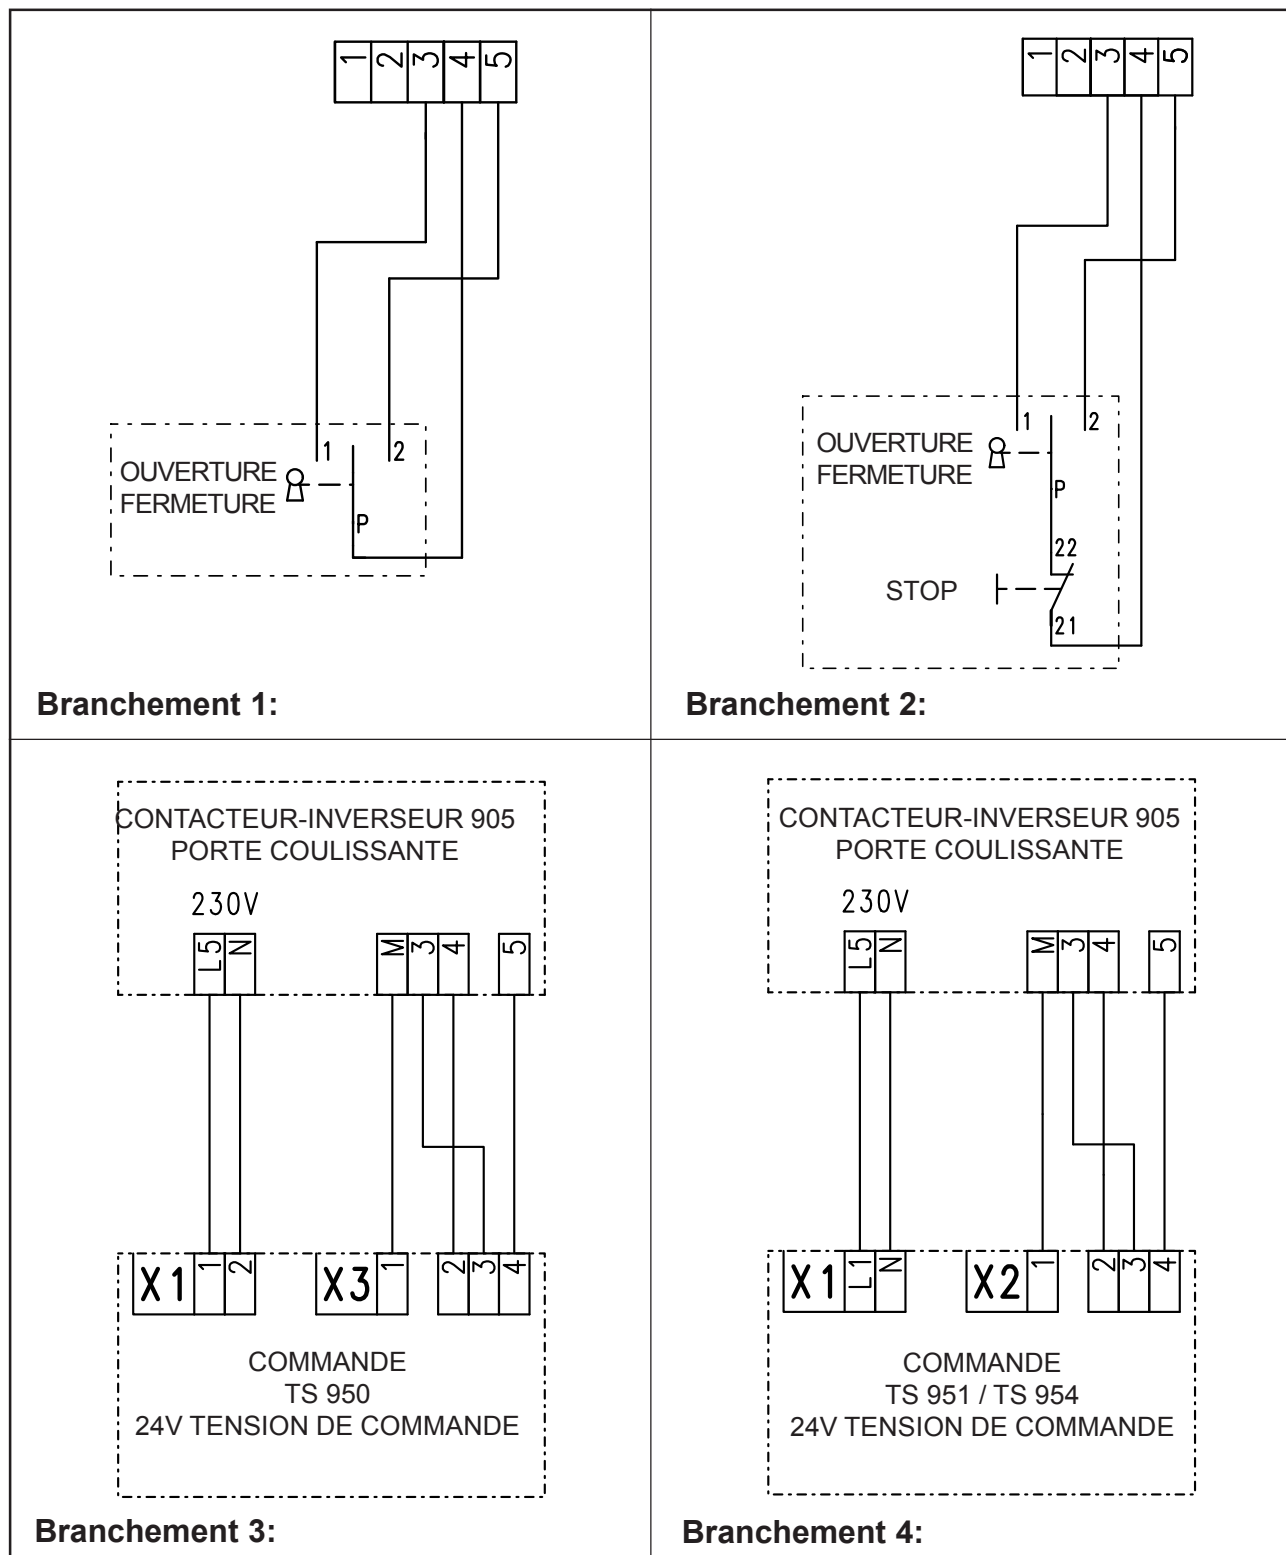 1 2 3 4 5
1 2
OUVERTURE
FERMETURE
P
Branchement 1:
1 2 3 4 5
1 2
OUVERTURE
FERMETURE
P
22
STOP
21
Branchement 2:
CONTACTEUR-INVERSEUR 905
PORTE COULISSANTE
230V
L5 N M 3 4 5
X1 1 2 X3 1 2 3 4
COMMANDE
TS 950
24V TENSION DE COMMANDE
Branchement 3:
CONTACTEUR-INVERSEUR 905
PORTE COULISSANTE
230V
L5 N M 3 4 5
X1 L1 N X2 1 2 3 4
COMMANDE
TS 951 / TS 954
24V TENSION DE COMMANDE
Branchement 4: